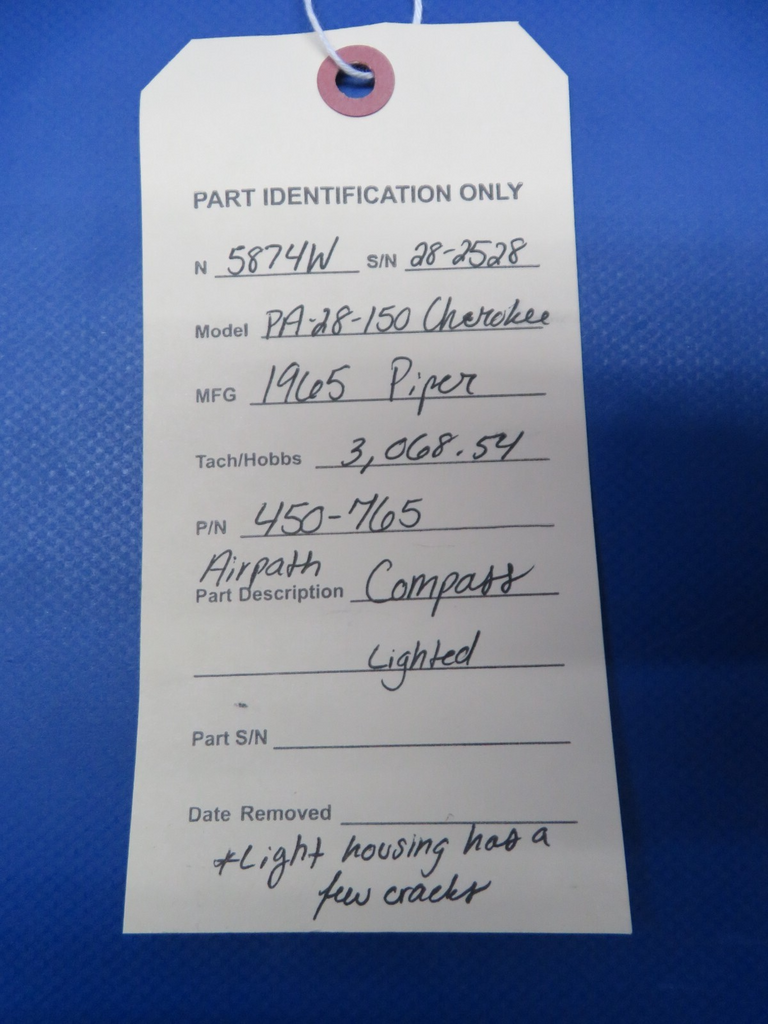 PART IDENTIFICATION ONLY
N 5874W S/N 28-2528
Model PA-28-150 Cherokee
MFG 1965 Piper
Tach/Hobbs 3,068.54
P/N 450-765
Airpath
Part Description Compass
Lighted
Part S/N
Date Removed
*Light housing has a
few cracks